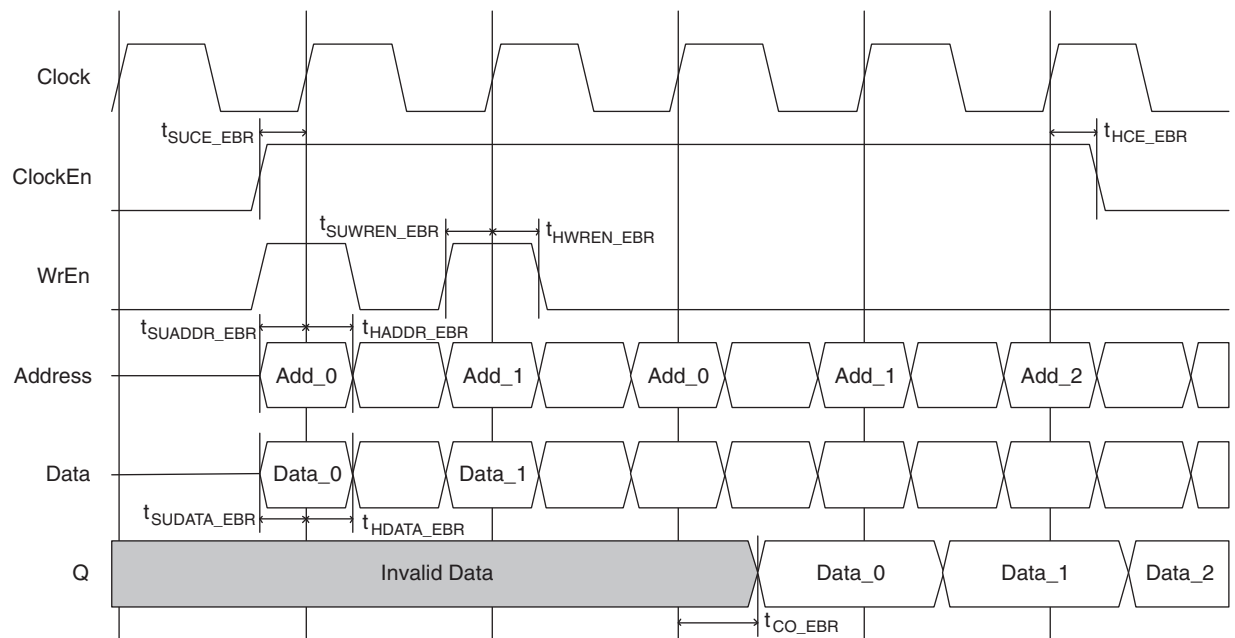 Clock
t_SUCE_EBR
t_HCE_EBR
ClockEn
t_SUWREN_EBR
t_HWREN_EBR
WrEn
t_SUADDR_EBR
t_HADDR_EBR
Address Add_0 Add_1 Add_0 Add_1 Add_2
Data Data_0 Data_1
t_SUDATA_EBR
t_HDATA_EBR
Q Invalid Data Data_0 Data_1 Data_2
t_CO_EBR